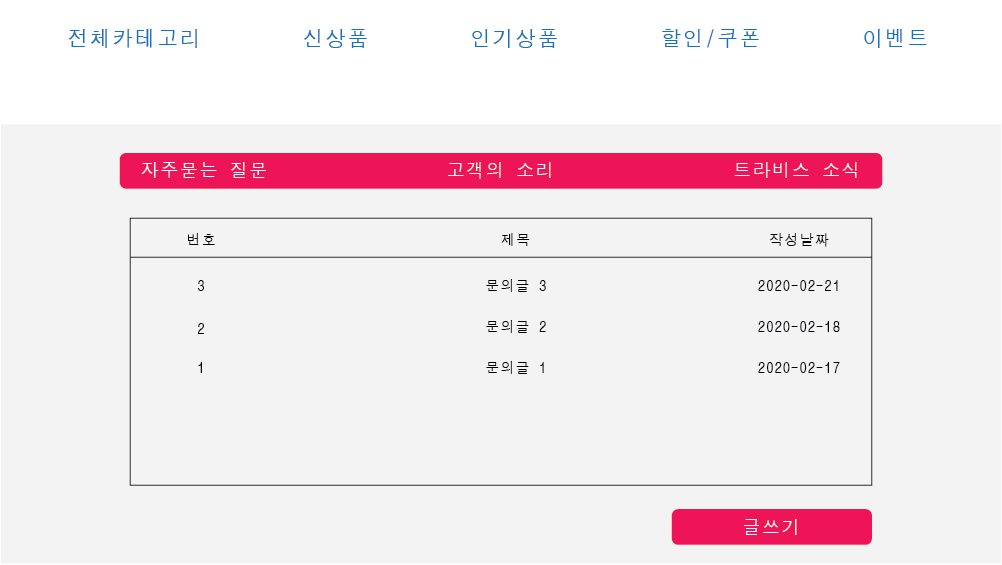 전체카테고리 신상품 인기상품 할인/쿠폰 이벤트
자주묻는 질문 고객의 소리 트라비스 소식
번호 제목 작성날짜
3 문의글 3 2020-02-21
2 문의글 2 2020-02-18
1 문의글 1 2020-02-17
글쓰기